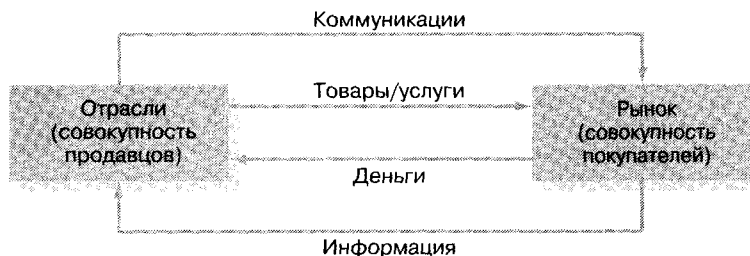 Коммуникации
Товары/услуги
Отрасли
(совокупность
продавцов)
Рынок
(совокупность
покупателей)
Деньги
Информация